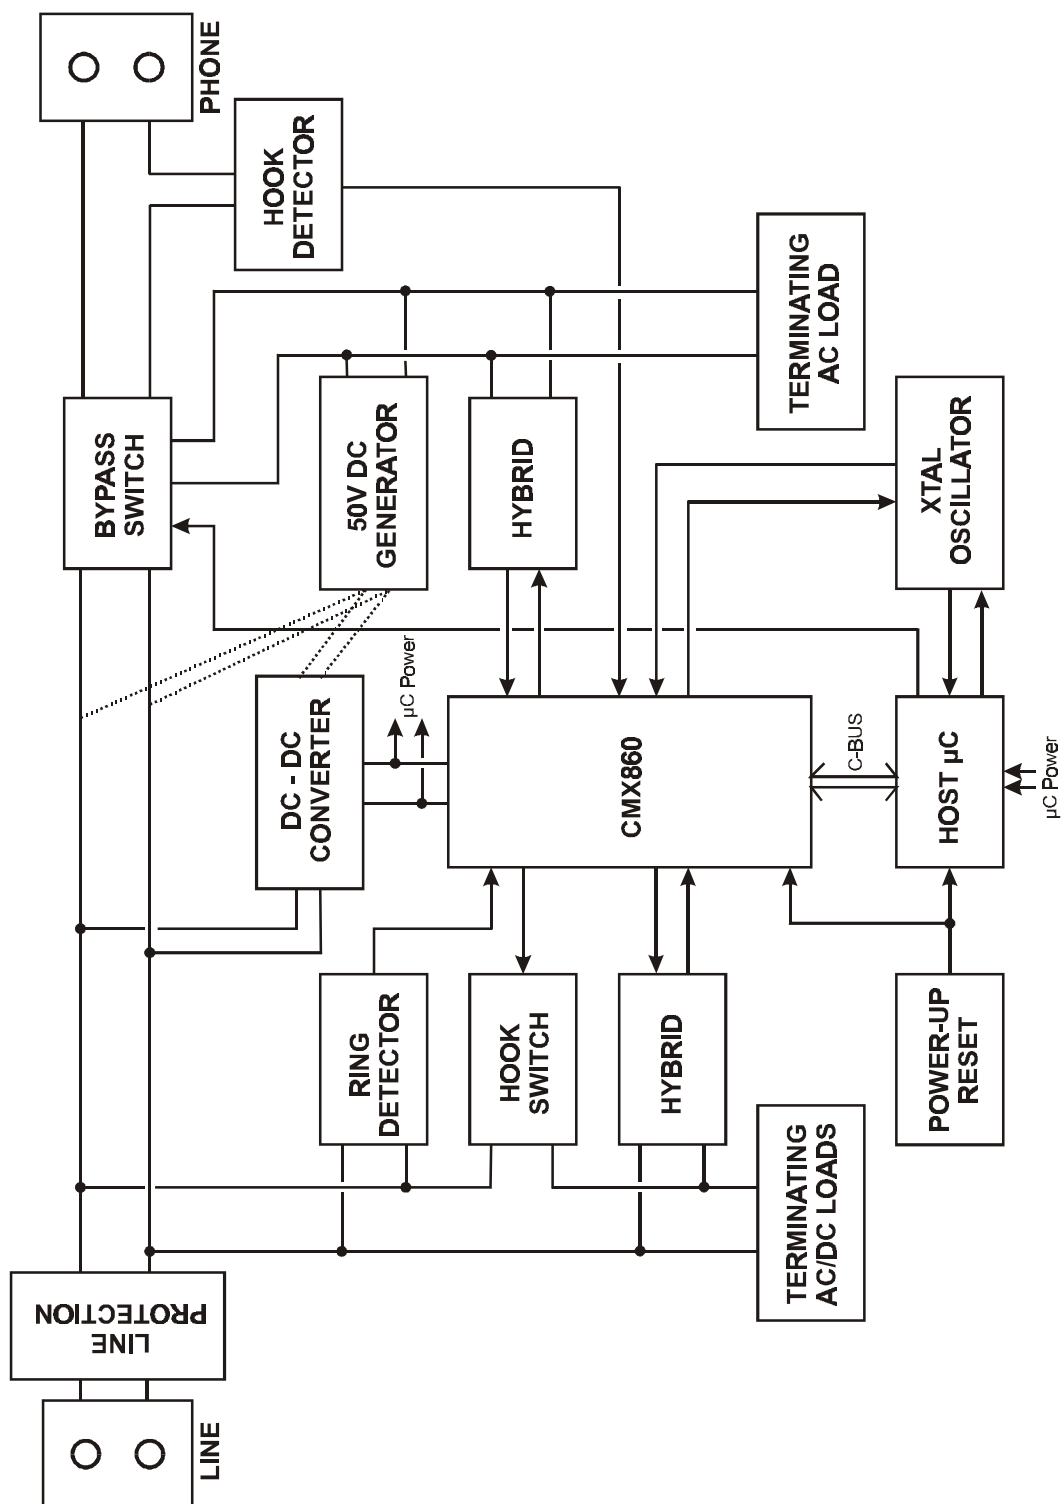 PHONE
HOOK
DETECTOR
BYPASS
SWITCH
50V DC
GENERATOR
HYBRID
TERMINATING
AC LOAD
XTAL
OSCILLATOR
DC - DC
CONVERTER
µC Power
CMX860
C-BUS
HOST µC
µC Power
RING
DETECTOR
HOOK
SWITCH
HYBRID
POWER-UP
RESET
TERMINATING
AC/DC LOADS
LINE
PROTECTION
LINE